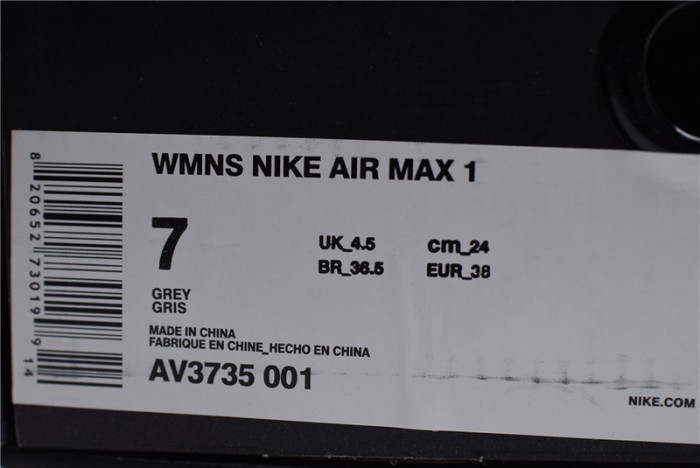 WMNS NIKE AIR MAX 1
7
UK_4.5 cm_24
BR_36.5 EUR_38
GREY
GRIS
MADE IN CHINA
FABRIQUE EN CHINE_HECHO EN CHINA
AV3735 001
NIKE.COM
8 20652 73019 9 14